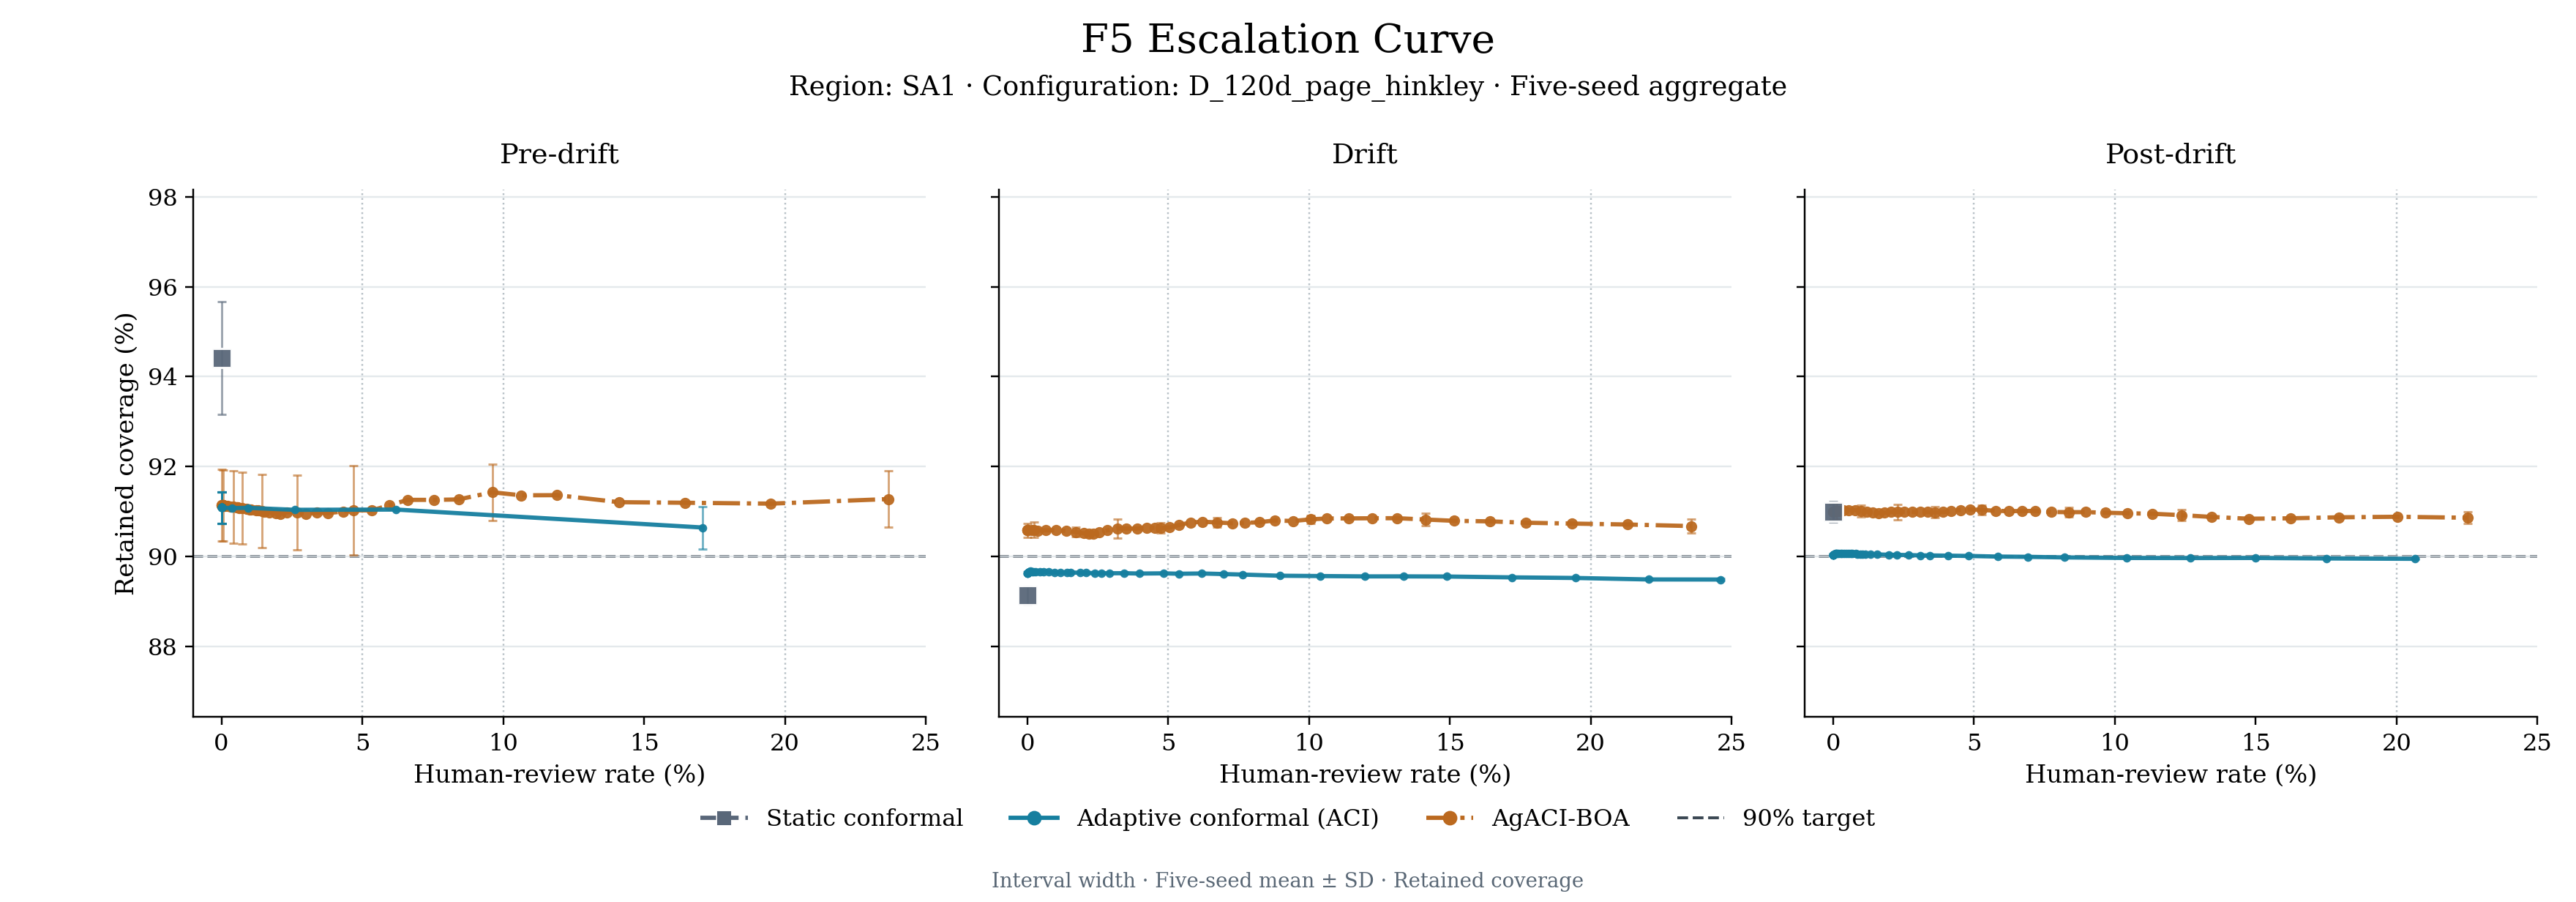 F5 Escalation Curve
Region: SA1 · Configuration: D_120d_page_hinkley · Five-seed aggregate
Pre-drift
Drift
Post-drift
Retained coverage (%)
98
96
94
92
90
88
0 5 10 15 20 25
0 5 10 15 20 25
0 5 10 15 20 25
Human-review rate (%)
Human-review rate (%)
Human-review rate (%)
Static conformal
Adaptive conformal (ACI)
AgACI-BOA
90% target
Interval width · Five-seed mean ± SD · Retained coverage